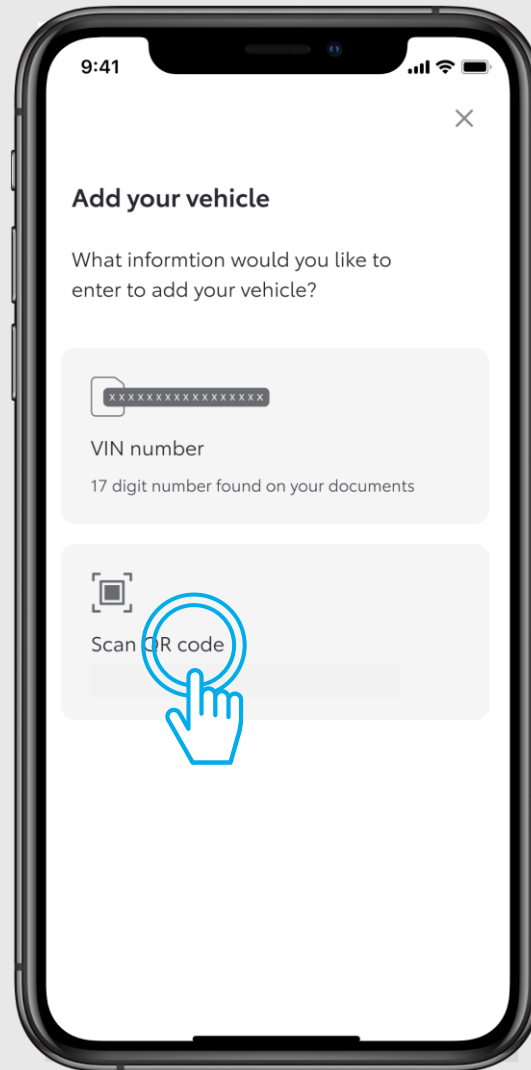 9:41
Add your vehicle
What informtion would you like to
enter to add your vehicle?
x x x x x x x x x x x x x x x x x
VIN number
17 digit number found on your documents
Scan QR code